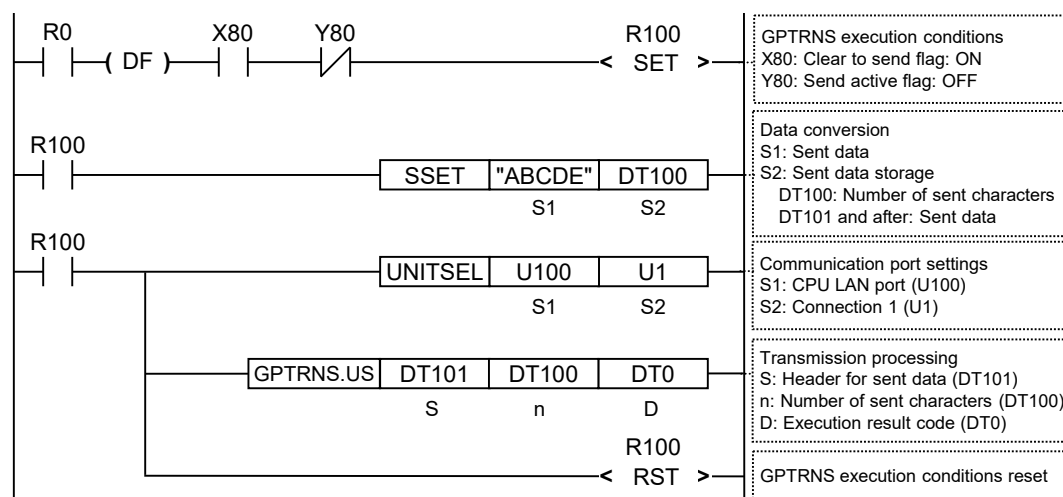 R0 X80 Y80 R100
( DF ) < SET >
GPTRNS execution conditions
X80: Clear to send flag: ON
Y80: Send active flag: OFF
R100
SSET "ABCDE" DT100
S1 S2
Data conversion
S1: Sent data
S2: Sent data storage
DT100: Number of sent characters
DT101 and after: Sent data
R100
UNITSEL U100 U1
S1 S2
Communication port settings
S1: CPU LAN port (U100)
S2: Connection 1 (U1)
GPTRNS.US DT101 DT100 DT0
S n D
Transmission processing
S: Header for sent data (DT101)
n: Number of sent characters (DT100)
D: Execution result code (DT0)
R100
< RST >
GPTRNS execution conditions reset